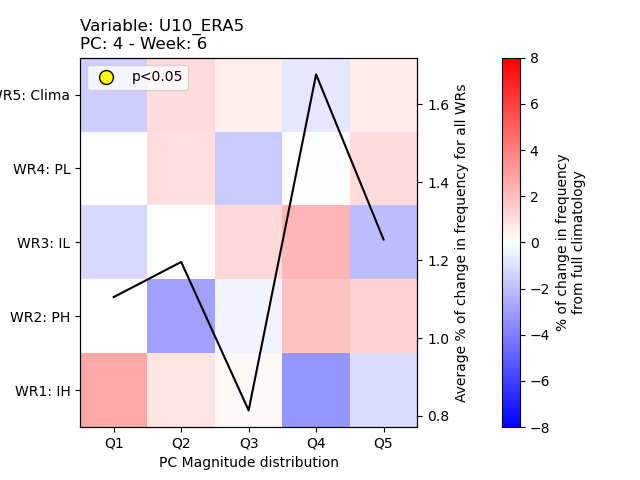 Variable: U10_ERA5
PC: 4 - Week: 6
p<0.05
WR5: Clima
WR4: PL
WR3: IL
WR2: PH
WR1: IH
Q1 Q2 Q3 Q4 Q5
PC Magnitude distribution
1.6
1.4
1.2
1.0
0.8
Average % of change in frequency for all WRs
8
6
4
2
0
−2
−4
−6
−8
% of change in frequency
from full climatology